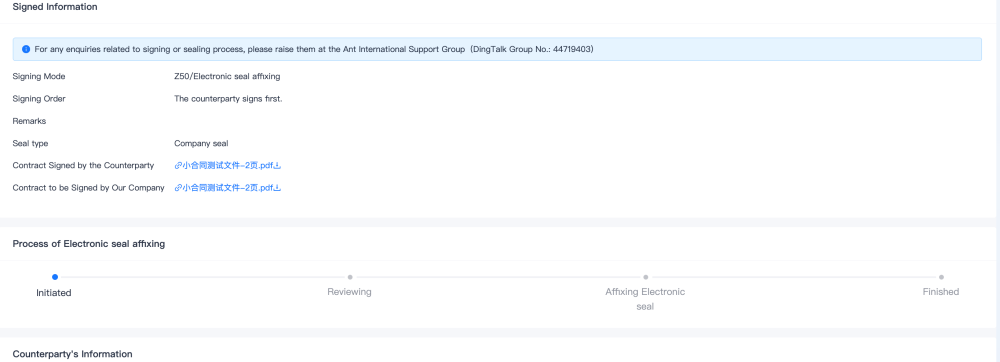 Signed Information
For any enquiries related to signing or sealing process, please raise them at the Ant International Support Group（DingTalk Group No.: 44719403）
Signing Mode Z50/Electronic seal affixing
Signing Order The counterparty signs first.
Remarks
Seal type Company seal
Contract Signed by the Counterparty 小合同测试文件-2页.pdf
Contract to be Signed by Our Company 小合同测试文件-2页.pdf
Process of Electronic seal affixing
Initiated Reviewing Affixing Electronic Finished
seal
Counterparty's Information